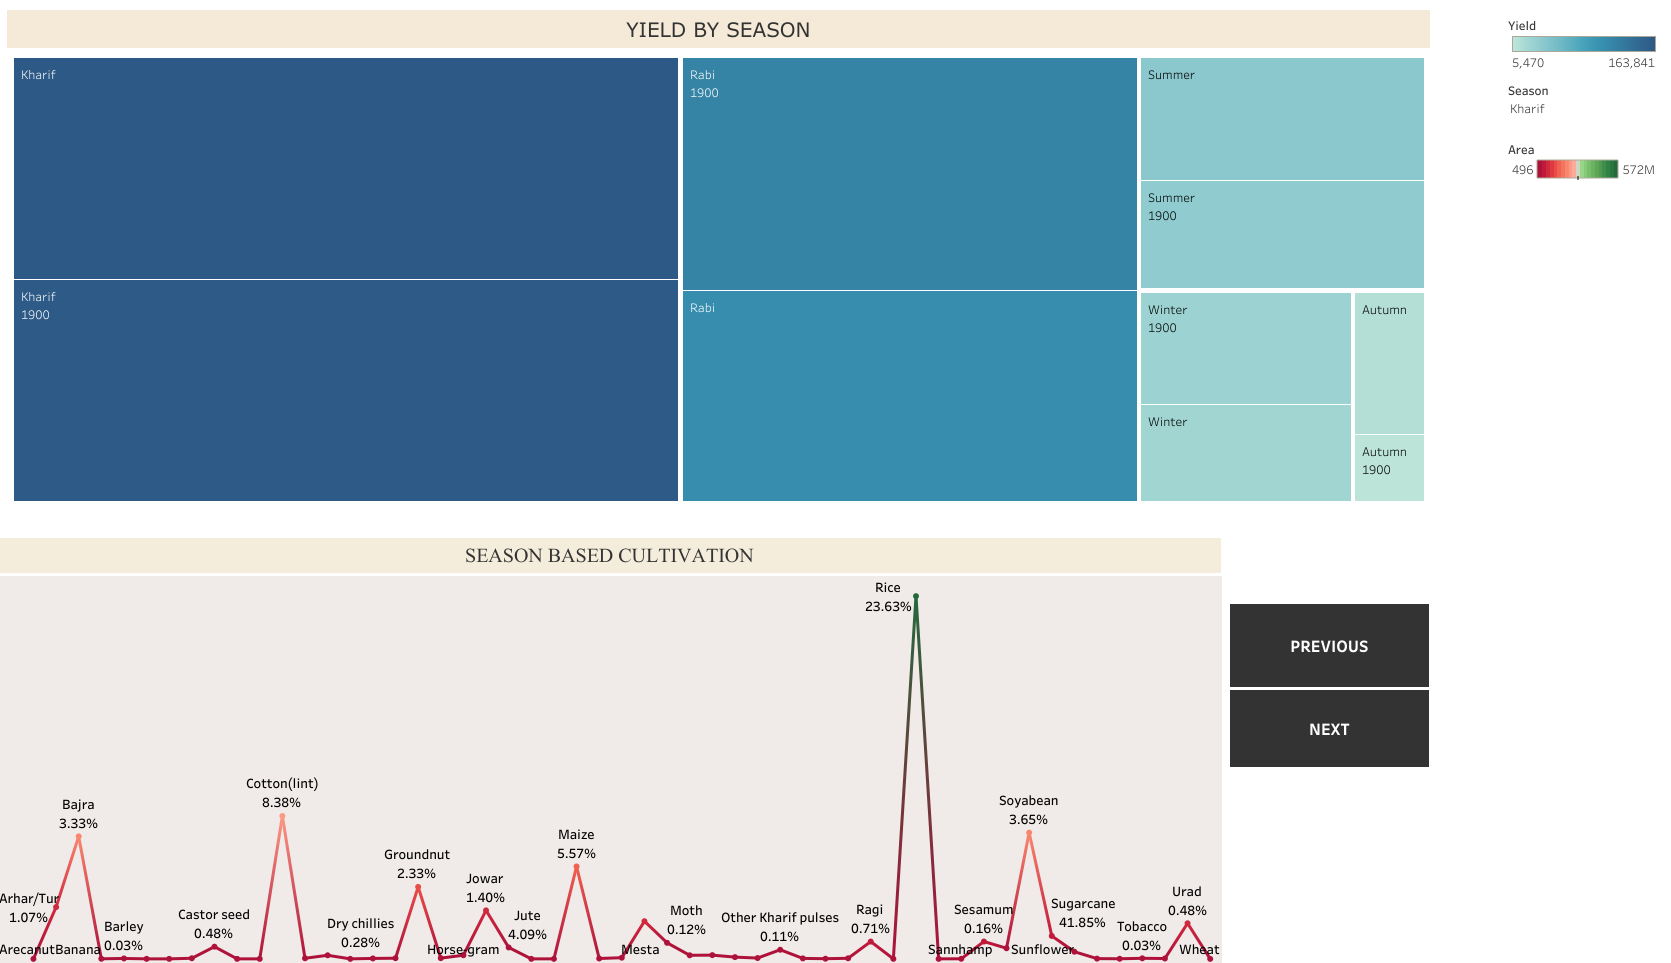 YIELD BY SEASON
Kharif
Kharif
1900
Rabi
1900
Rabi
Summer
Summer
1900
Winter
1900
Winter
Autumn
Autumn
1900
Yield
5,470 163,841
Season
Kharif
Area
496 572M
SEASON BASED CULTIVATION
Arecanut
Arhar/Tur
1.07%
Bajra
3.33%
Banana
Barley
0.03%
Castor seed
0.48%
Cotton(lint)
8.38%
Dry chillies
0.28%
Groundnut
2.33%
Horse-gram
Jowar
1.40%
Jute
4.09%
Maize
5.57%
Mesta
Moth
0.12%
Other Kharif pulses
0.11%
Ragi
0.71%
Rice
23.63%
Sannhamp
Sesamum
0.16%
Soyabean
3.65%
Sugarcane
41.85%
Sunflower
Tobacco
0.03%
Urad
0.48%
Wheat
PREVIOUS
NEXT